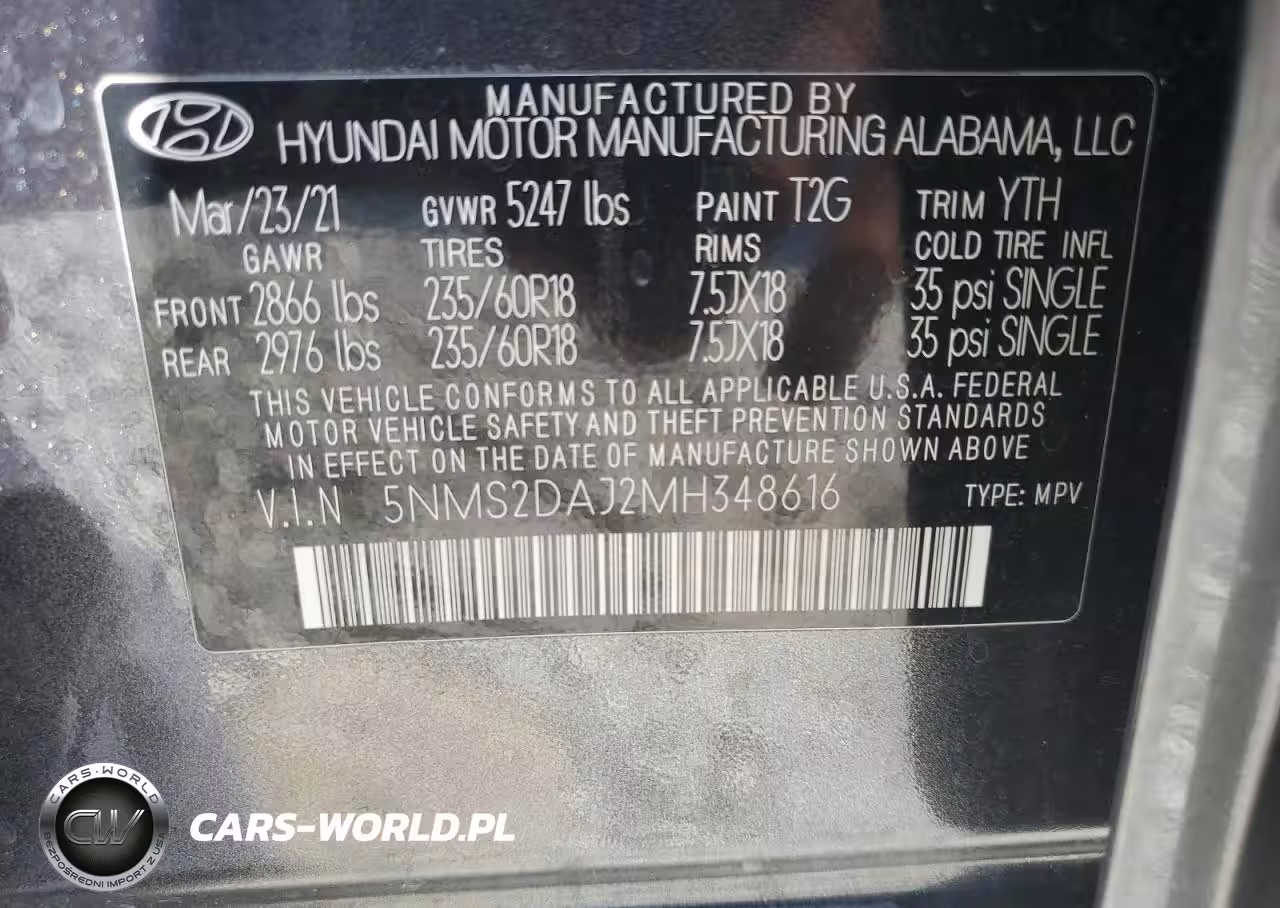 MANUFACTURED BY
HYUNDAI MOTOR MANUFACTURING ALABAMA, LLC
Mar/23/21 GVWR 5247 lbs PAINT T2G TRIM YTH
GAWR TIRES RIMS COLD TIRE INFL
FRONT 2866 lbs 235/60R18 7.5JX18 35 psi SINGLE
REAR 2976 lbs 235/60R18 7.5JX18 35 psi SINGLE
THIS VEHICLE CONFORMS TO ALL APPLICABLE U.S.A. FEDERAL
MOTOR VEHICLE SAFETY AND THEFT PREVENTION STANDARDS
IN EFFECT ON THE DATE OF MANUFACTURE SHOWN ABOVE
V.I.N 5NMS2DAJ2MH348616 TYPE: MPV
CARS-WORLD
CW
BEZPOŚREDNI IMPORT Z USA
CARS-WORLD.PL